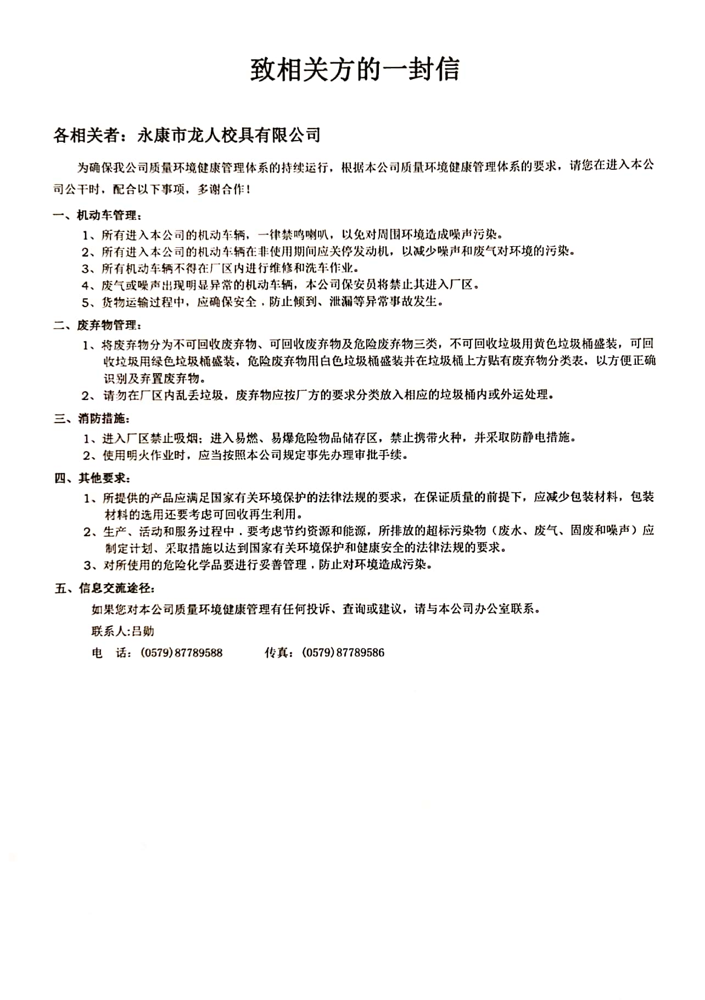 致相关方的一封信
各相关者：永康市龙人校具有限公司
为确保我公司质量环境健康管理体系的持续运行，根据本公司质量环境健康管理体系的要求，请您在进入本公
司公干时，配合以下事项，多谢合作！
一、机动车管理：
1、所有进入本公司的机动车辆，一律禁鸣喇叭，以免对周围环境造成噪声污染。
2、所有进入本公司的机动车辆在非使用期间应关停发动机，以减少噪声和废气对环境的污染。
3、所有机动车辆不得在厂区内进行维修和洗车作业。
4、废气或噪声出现明显异常的机动车辆，本公司保安员将禁止其进入厂区。
5、货物运输过程中，应确保安全，防止倾到、泄漏等异常事故发生。
二、废弃物管理：
1、将废弃物分为不可回收废弃物、可回收废弃物及危险废弃物三类，不可回收垃圾用黄色垃圾桶盛装，可回
收垃圾用绿色垃圾桶盛装，危险废弃物用白色垃圾桶盛装并在垃圾桶上方贴有废弃物分类表，以方便正确
识别及弃置废弃物。
2、请勿在厂区内乱丢垃圾，废弃物应按厂方的要求分类放入相应的垃圾桶内或外运处理。
三、消防措施：
1、进入厂区禁止吸烟；进入易燃、易爆危险物品储存区，禁止携带火种，并采取防静电措施。
2、使用明火作业时，应当按照本公司规定事先办理审批手续。
四、其他要求：
1、所提供的产品应满足国家有关环境保护的法律法规的要求，在保证质量的前提下，应减少包装材料，包装
材料的选用还要考虑可回收再生利用。
2、生产、活动和服务过程中，要考虑节约资源和能源，所排放的超标污染物（废水、废气、固废和噪声）应
制定计划、采取措施以达到国家有关环境保护和健康安全的法律法规的要求。
3、对所使用的危险化学品要进行妥善管理，防止对环境造成污染。
五、信息交流途径：
如果您对本公司质量环境健康管理有任何投诉、查询或建议，请与本公司办公室联系。
联系人:吕勋
电 话：(0579)87789588 传真：(0579)87789586